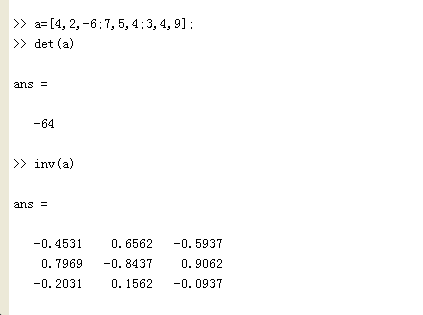 >> a=[4,2,-6;7,5,4;3,4,9];
>> det(a)
ans =
-64
>> inv(a)
ans =
-0.4531 0.6562 -0.5937
0.7969 -0.8437 0.9062
-0.2031 0.1562 -0.0937